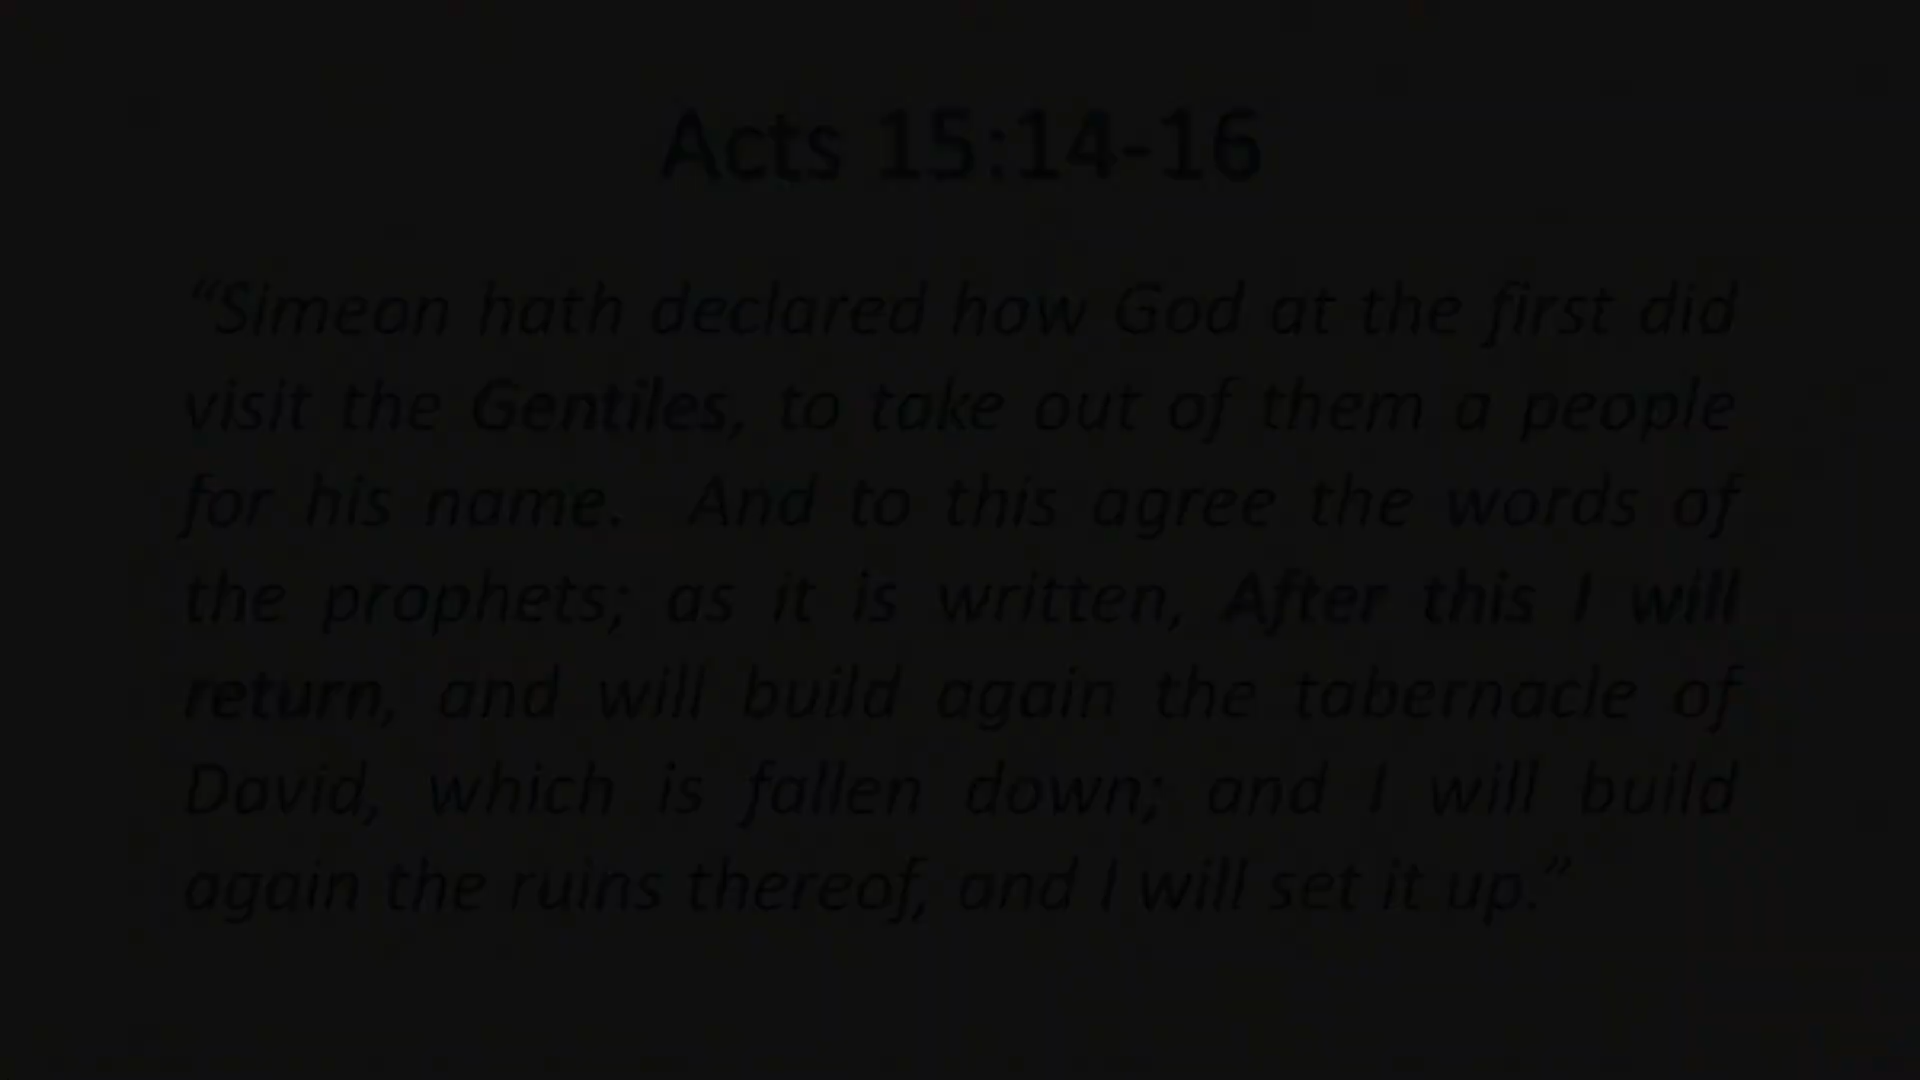 Acts 15:14-16
“Simeon hath declared how God at the first did
visit the Gentiles, to take out of them a people
for his name. And to this agree the words of
the prophets; as it is written, After this I will
return, and will build again the tabernacle of
David, which is fallen down; and I will build
again the ruins thereof, and I will set it up.”